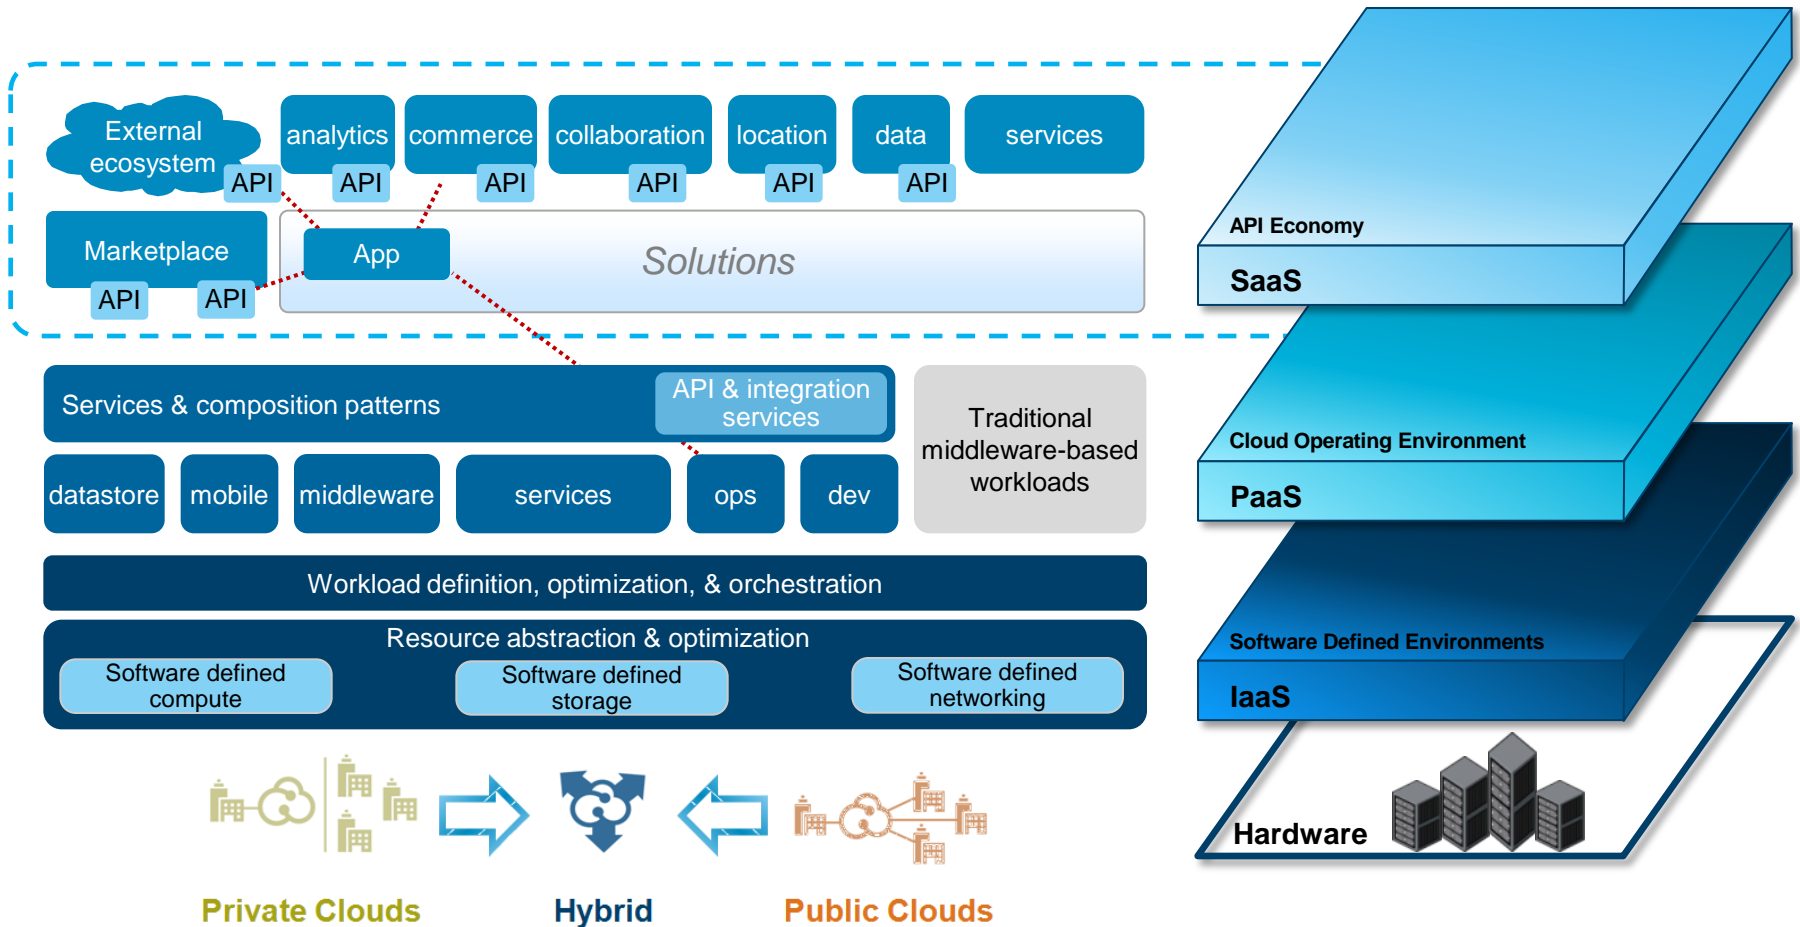 External
ecosystem
API
analytics
API
commerce
API
collaboration
API
location
API
data
API
services
Marketplace
API
API
App
Solutions
API Economy
SaaS
Services & composition patterns
API & integration
services
Traditional
middleware-based
workloads
datastore
mobile
middleware
services
ops
dev
Cloud Operating Environment
PaaS
Workload definition, optimization, & orchestration
Resource abstraction & optimization
Software defined
compute
Software defined
storage
Software defined
networking
Software Defined Environments
IaaS
Hardware
Private Clouds
Hybrid
Public Clouds